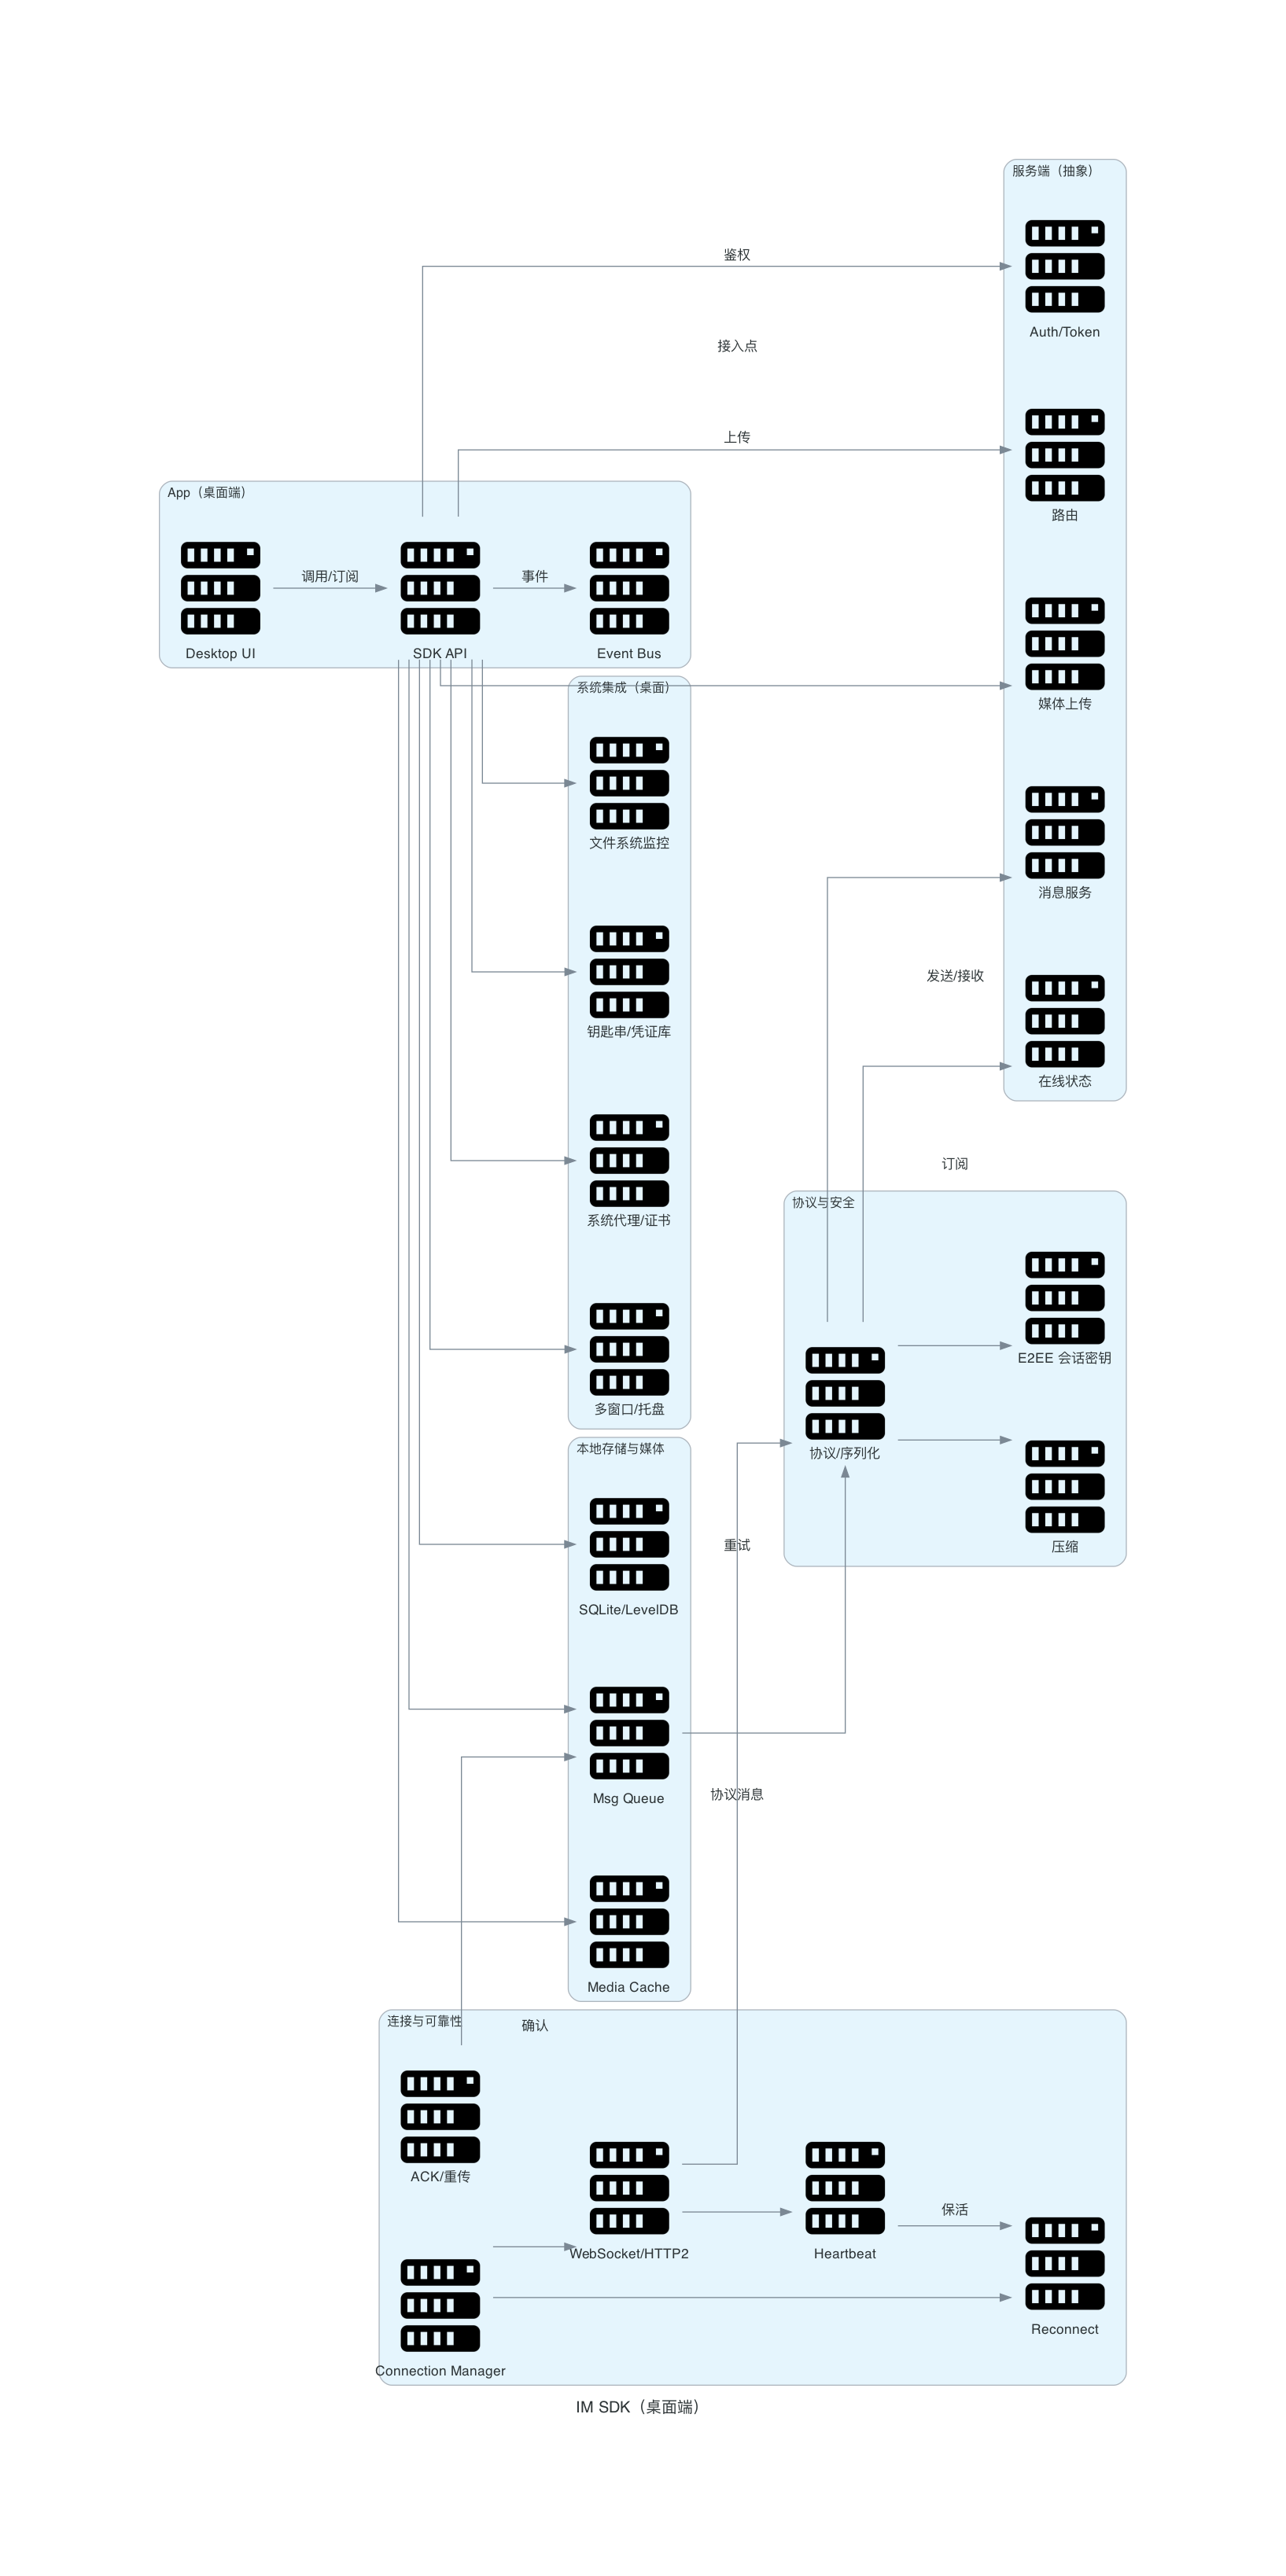 服务端（抽象）
鉴权
Auth/Token
接入点
上传
路由
App（桌面端）
调用/订阅
事件
Desktop UI
SDK API
Event Bus
系统集成（桌面）
媒体上传
文件系统监控
消息服务
发送/接收
钥匙串/凭证库
在线状态
订阅
协议与安全
系统代理/证书
E2EE 会话密钥
多窗口/托盘
本地存储与媒体
协议/序列化
重试
压缩
SQLite/LevelDB
协议消息
Msg Queue
Media Cache
连接与可靠性
确认
ACK/重传
保活
WebSocket/HTTP2
Heartbeat
Reconnect
Connection Manager
IM SDK（桌面端）